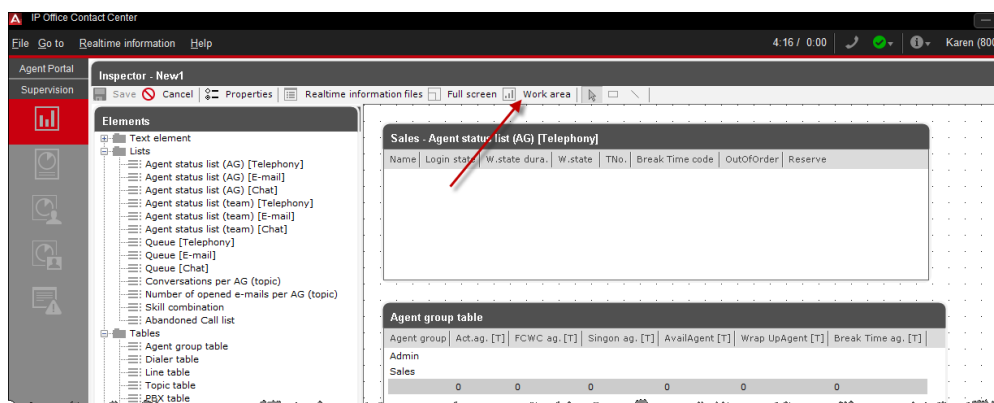 IP Office Contact Center
File Go to Realtime information Help 4:16 / 0:00 Karen (800
Agent Portal
Supervision
Inspector - New1
Save Cancel Properties Realtime information files Full screen Work area
Elements
Text element
Lists
Agent status list (AG) [Telephony]
Agent status list (AG) [E-mail]
Agent status list (AG) [Chat]
Agent status list (team) [Telephony]
Agent status list (team) [E-mail]
Agent status list (team) [Chat]
Queue [Telephony]
Queue [E-mail]
Queue [Chat]
Conversations per AG (topic)
Number of opened e-mails per AG (topic)
Skill combination
Abandoned Call list
Tables
Agent group table
Dialer table
Line table
Topic table
PBX table
Sales - Agent status list (AG) [Telephony]
Name Login state W.state dura. W.state TNo. Break Time code OutOfOrder Reserve
Agent group table
Agent group Act.ag. [T] FCWC ag. [T] Singon ag. [T] AvailAgent [T] Wrap UpAgent [T] Break Time ag. [T]
Admin
Sales
0 0 0 0 0 0